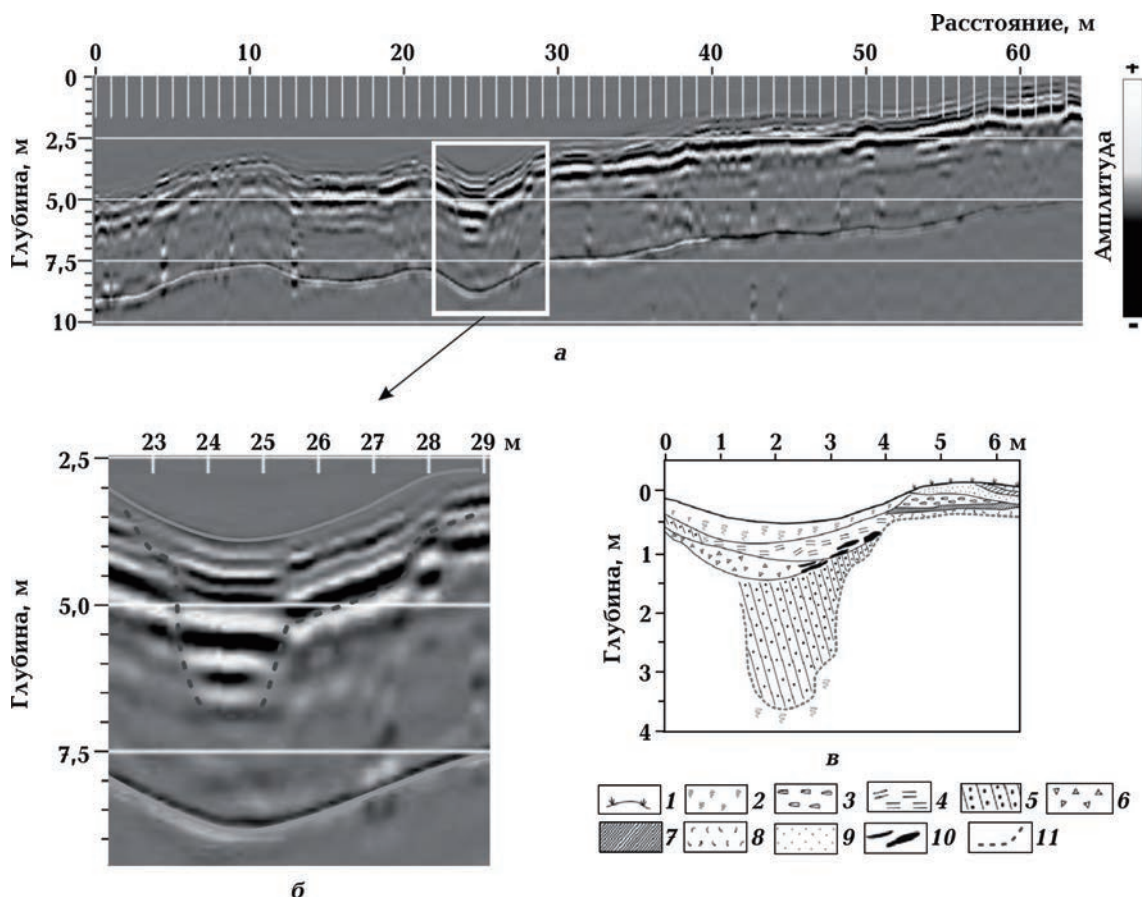 Расстояние, м
0 10 20 30 40 50 60
0
2,5
5,0
7,5
10
Глубина, м
+
Амплитуда
-
а
23 24 25 26 27 28 29 м
2,5
5,0
7,5
Глубина, м
б
0 1 2 3 4 5 6 м
0
1
2
3
4
Глубина, м
в
1 2 3 4 5 6
7 8 9 10 11